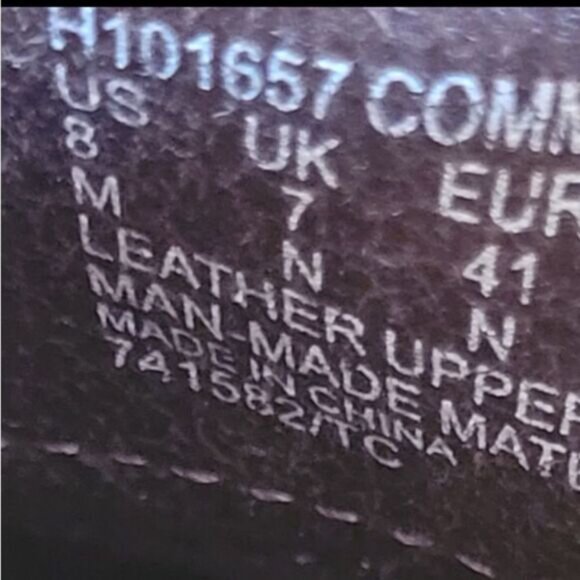 H101657 COMM
US UK EUR
8 7 41
M N N
LEATHER UPPER
MAN-MADE MATE
MADE IN CHINA
741582/TC